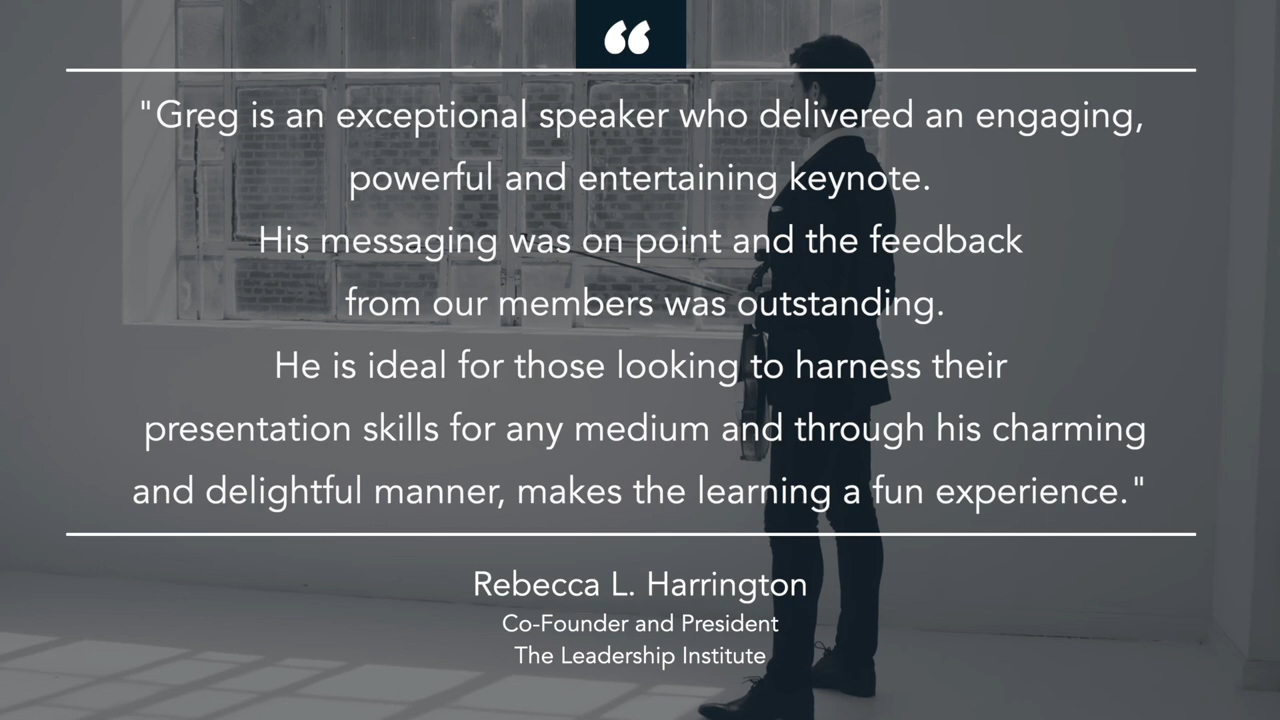 "Greg is an exceptional speaker who delivered an engaging,
powerful and entertaining keynote.
His messaging was on point and the feedback
from our members was outstanding.
He is ideal for those looking to harness their
presentation skills for any medium and through his charming
and delightful manner, makes the learning a fun experience."
Rebecca L. Harrington
Co-Founder and President
The Leadership Institute